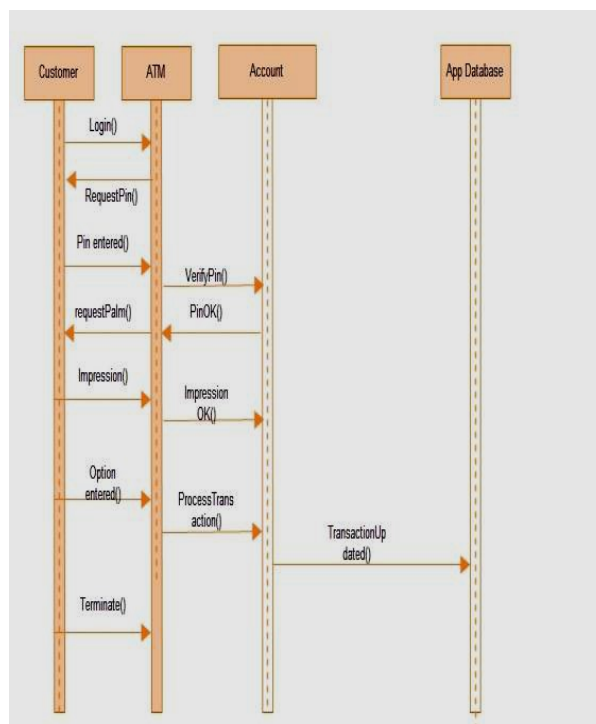 Customer
ATM
Account
App Database
Login()
RequestPin()
Pin entered()
VerifyPin()
requestPalm()
PinOK()
Impression()
Impression
OK()
Option
entered()
ProcessTrans
action()
TransactionUp
dated()
Terminate()